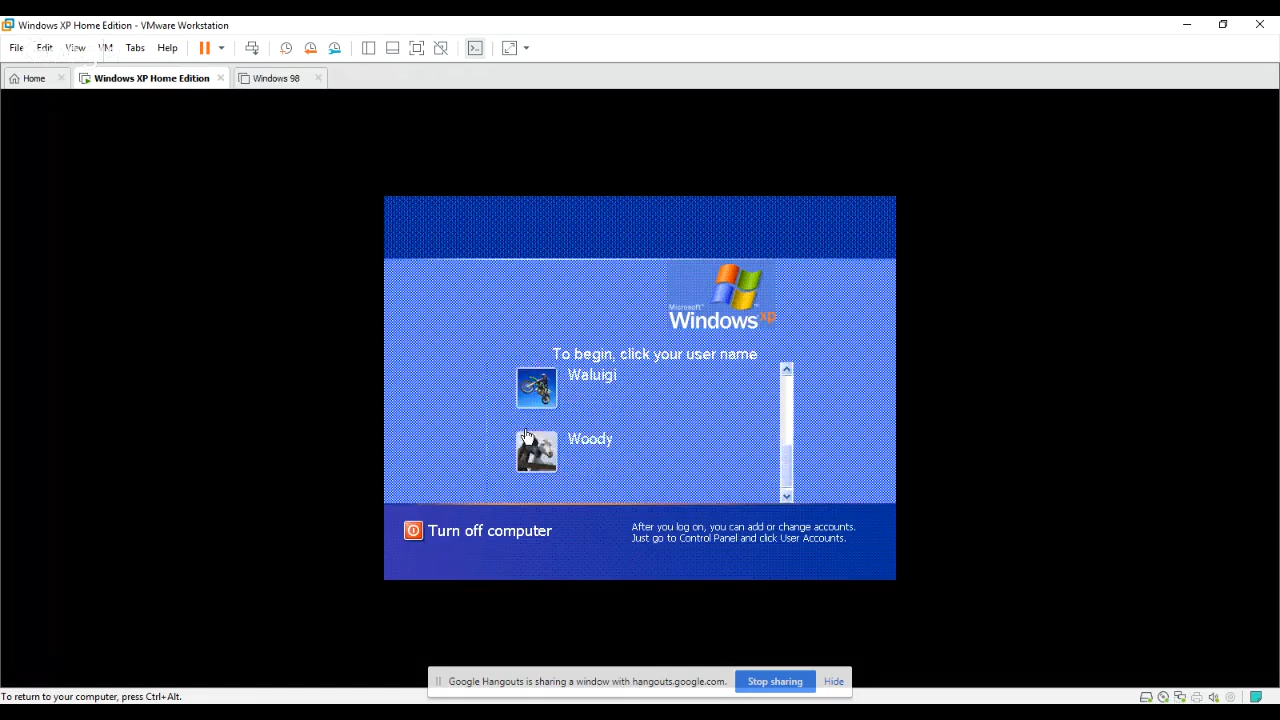 Windows XP Home Edition - VMware Workstation
File Edit View VM Tabs Help
Home Windows XP Home Edition Windows 98
Microsoft
Windows xp
To begin, click your user name
Waluigi
Woody
Turn off computer
After you log on, you can add or change accounts.
Just go to Control Panel and click User Accounts.
Google Hangouts is sharing a window with hangouts.google.com. Stop sharing Hide
To return to your computer, press Ctrl+Alt.